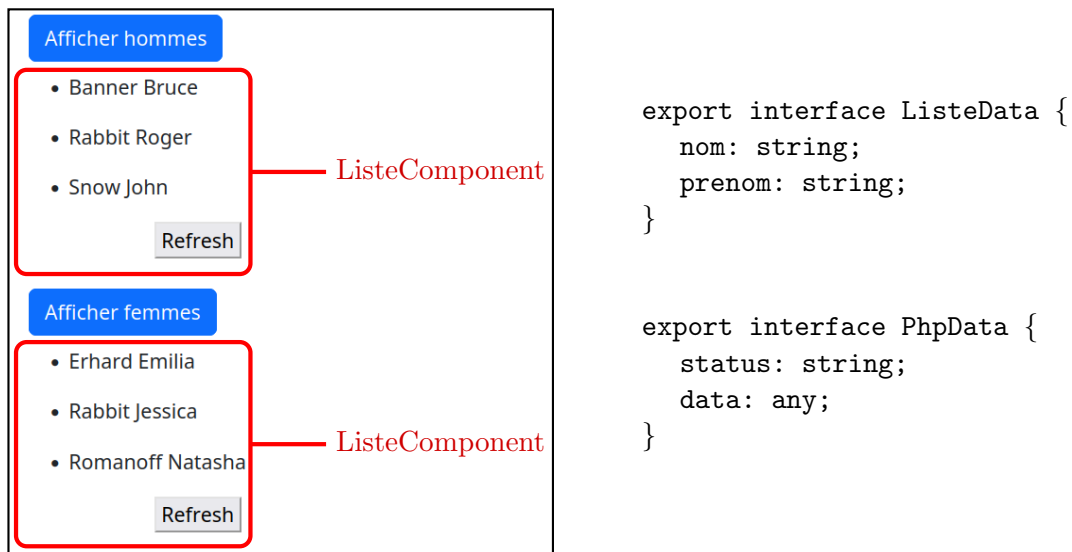 Afficher hommes
• Banner Bruce
• Rabbit Roger
• Snow John
Refresh
ListeComponent
Afficher femmes
• Erhard Emilia
• Rabbit Jessica
• Romanoff Natasha
Refresh
ListeComponent
export interface ListeData {
nom: string;
prenom: string;
}
export interface PhpData {
status: string;
data: any;
}